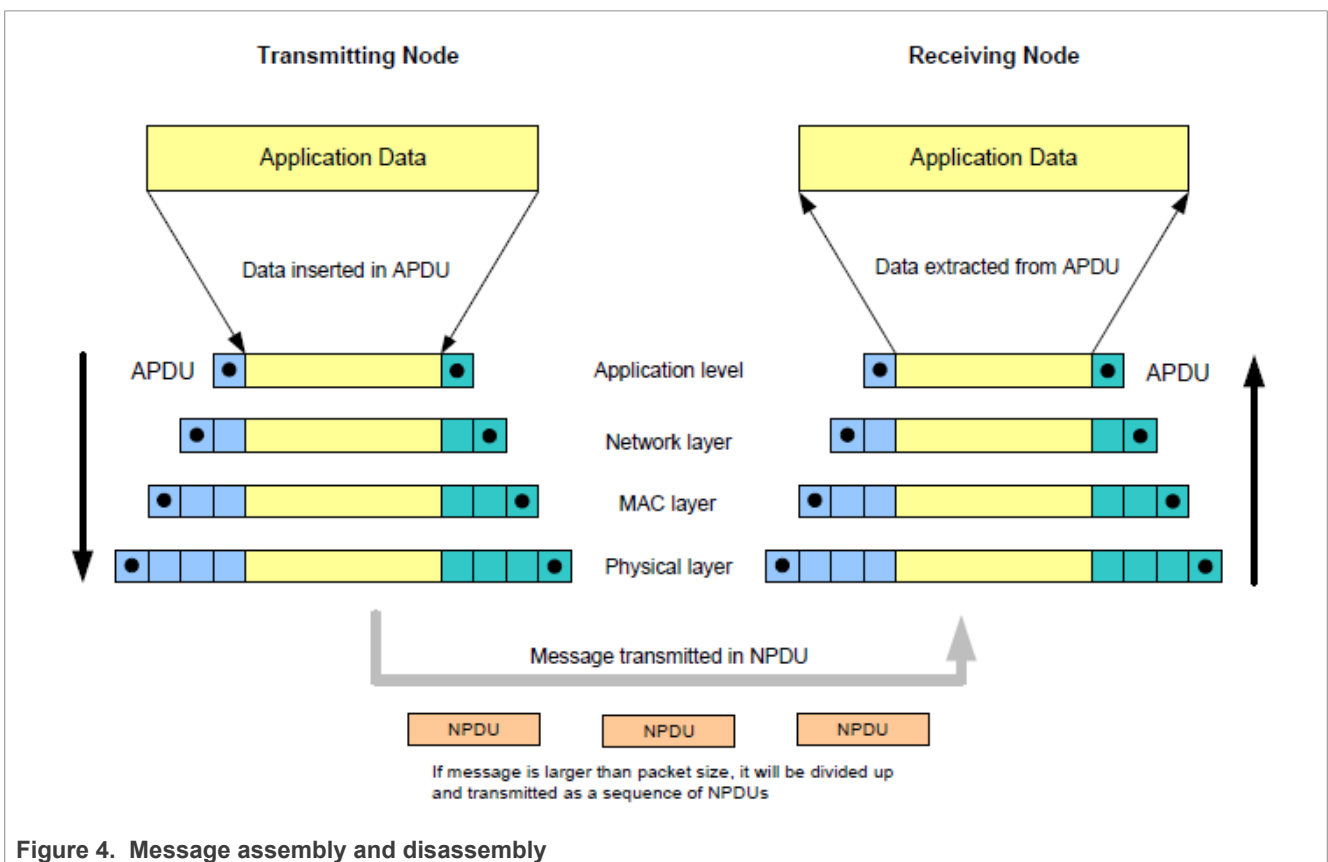 Transmitting Node
Receiving Node
Application Data
Application Data
Data inserted in APDU
Data extracted from APDU
APDU
Application level
APDU
Network layer
MAC layer
Physical layer
Message transmitted in NPDU
NPDU
NPDU
NPDU
If message is larger than packet size, it will be divided up
and transmitted as a sequence of NPDUs
Figure 4. Message assembly and disassembly